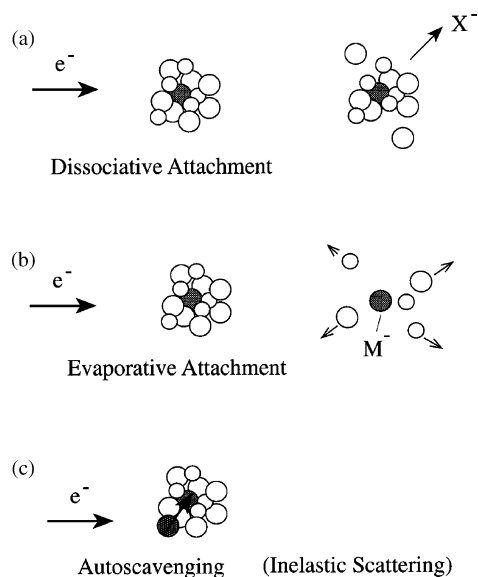 (a)
e⁻
X⁻
Dissociative Attachment
(b)
e⁻
M⁻
Evaporative Attachment
(c)
e⁻
Autoscavenging (Inelastic Scattering)